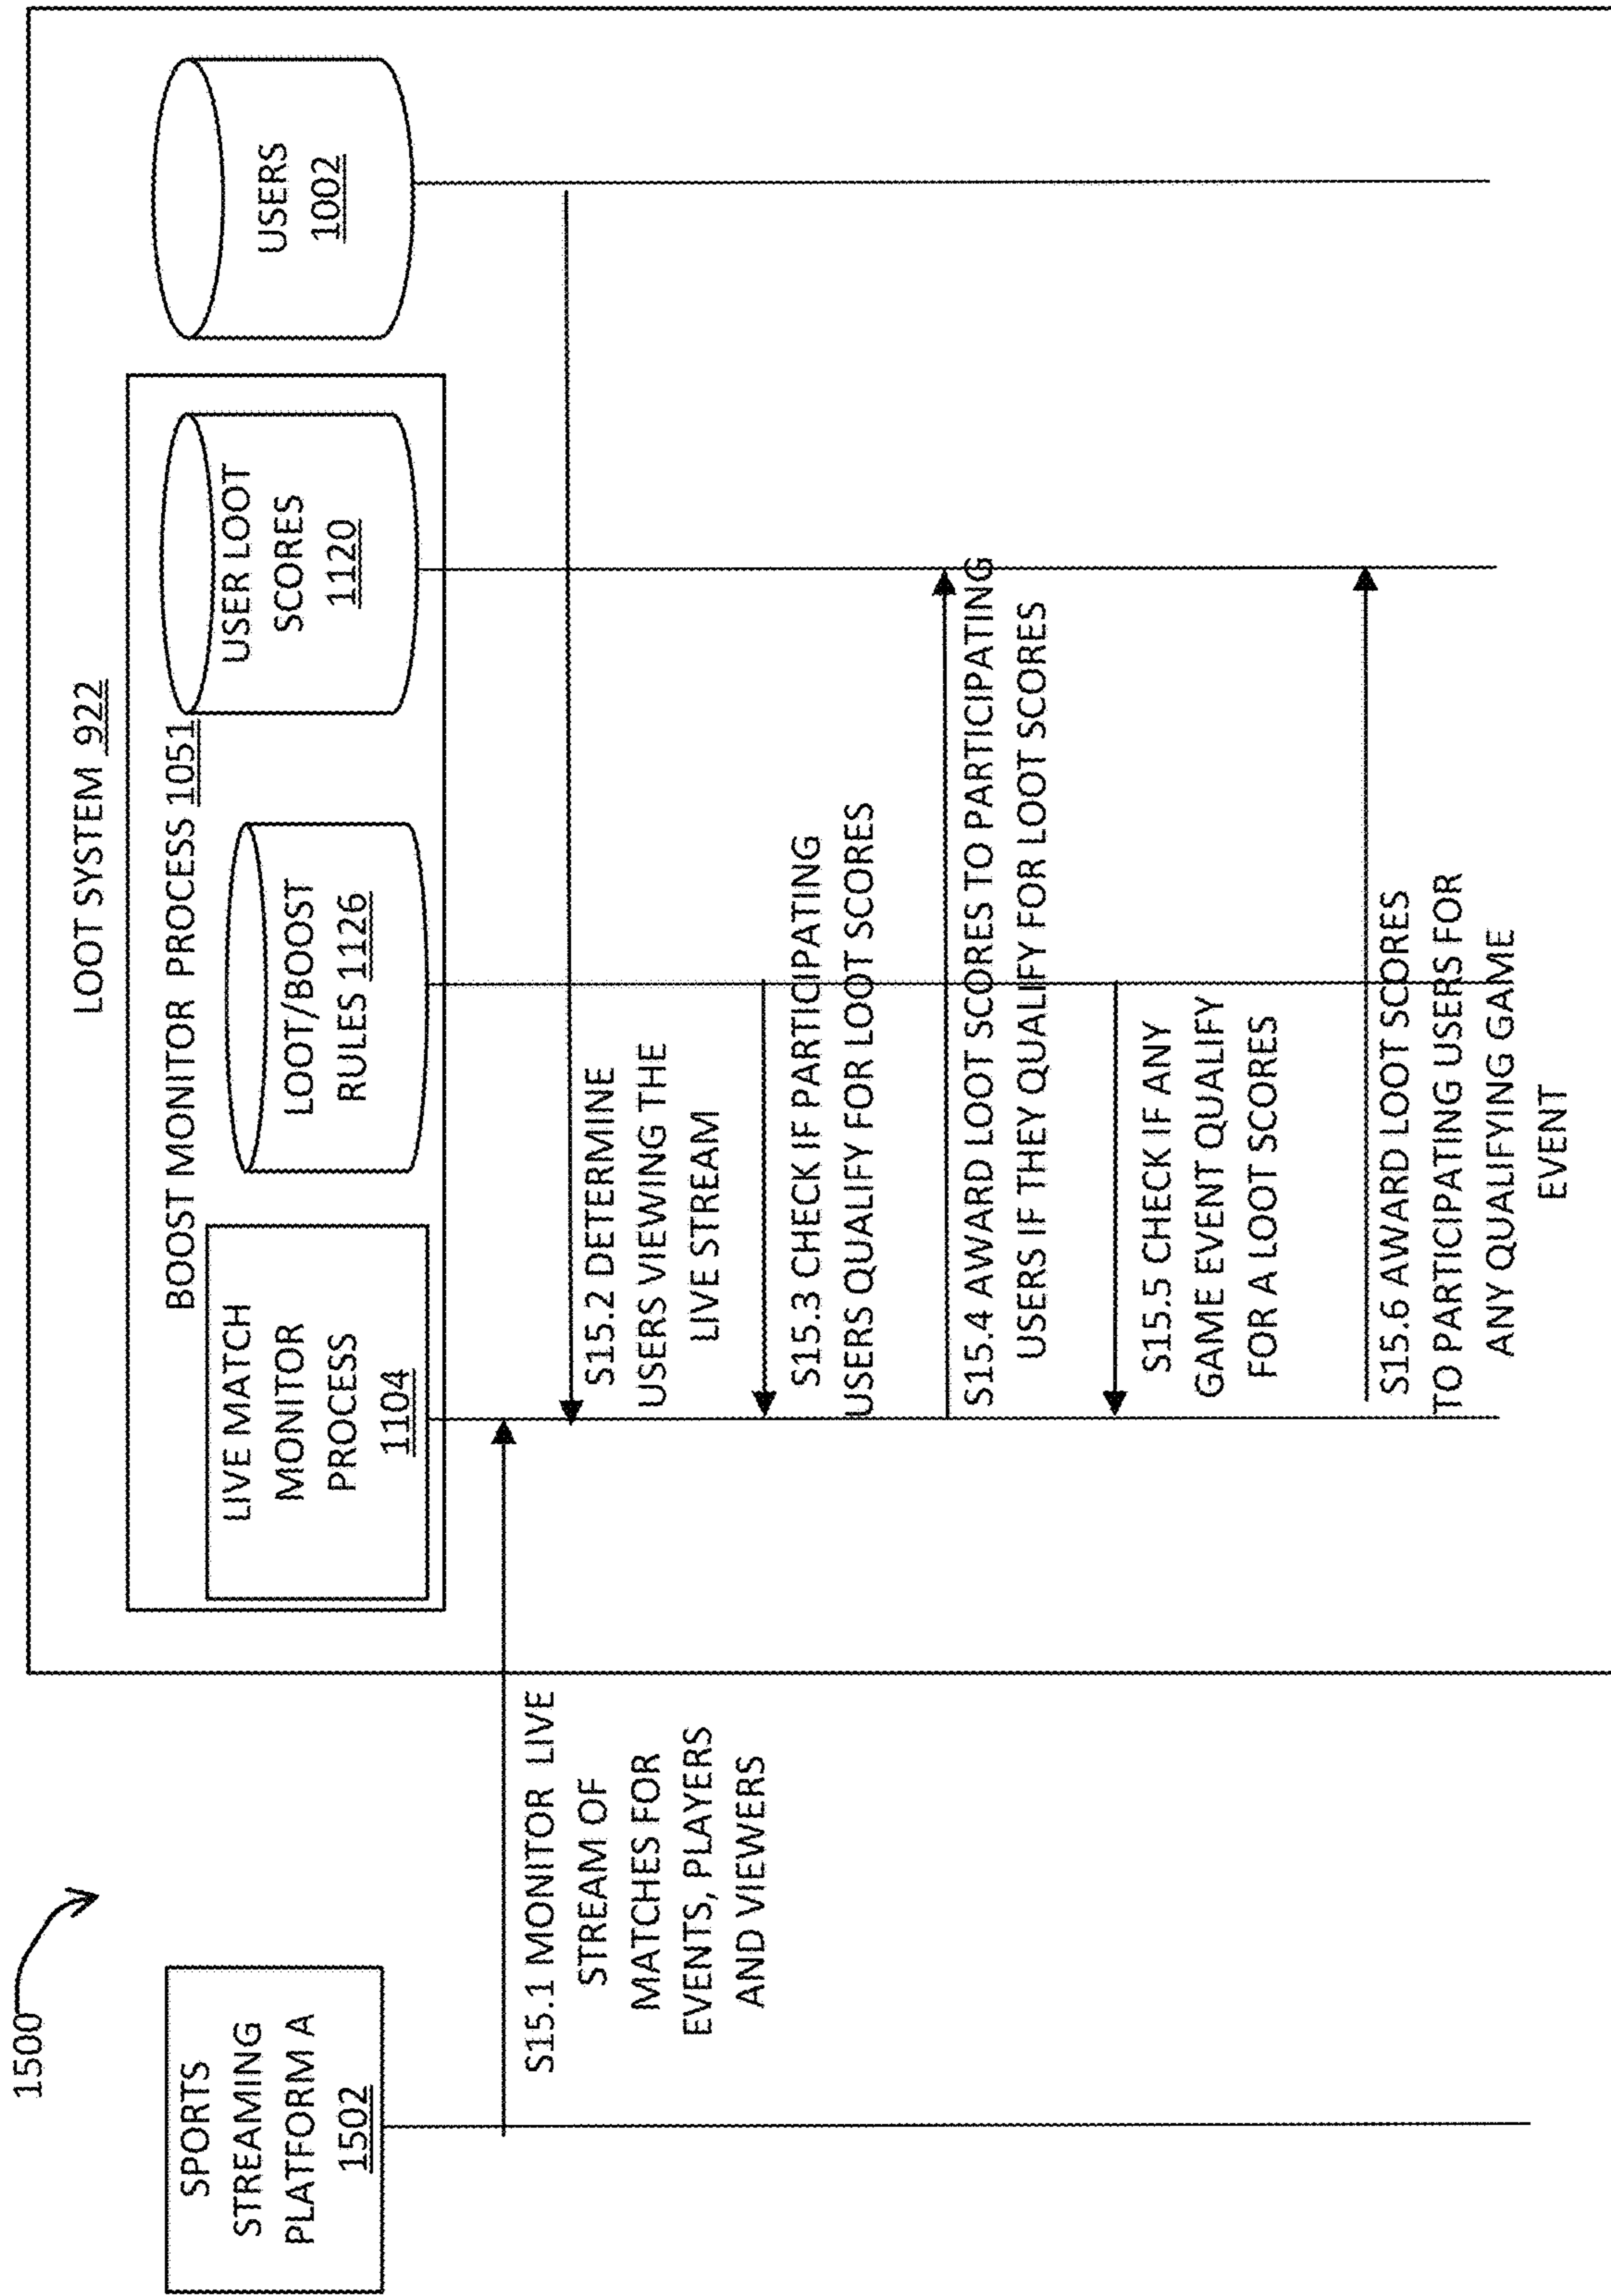 1500
LOOT SYSTEM 922
BOOST MONITOR PROCESS 1051
SPORTS
STREAMING
PLATFORM A
1502
LIVE MATCH
MONITOR
PROCESS
1104
LOOT/BOOST
RULES 1126
USER LOOT
SCORES
1120
USERS
1002
S15.1 MONITOR LIVE
STREAM OF
MATCHES FOR
EVENTS, PLAYERS
AND VIEWERS
S15.2 DETERMINE
USERS VIEWING THE
LIVE STREAM
S15.3 CHECK IF PARTICIPATING
USERS QUALIFY FOR LOOT SCORES
S15.4 AWARD LOOT SCORES TO PARTICIPATING
USERS IF THEY QUALIFY FOR LOOT SCORES
S15.5 CHECK IF ANY
GAME EVENT QUALIFY
FOR A LOOT SCORES
S15.6 AWARD LOOT SCORES
TO PARTICIPATING USERS FOR
ANY QUALIFYING GAME
EVENT